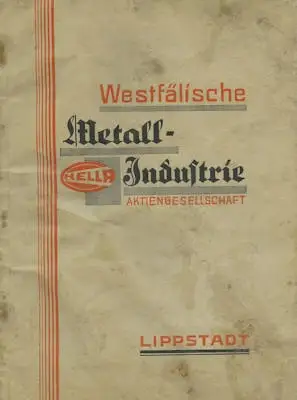 Westfälische
Metall-
HELLA Industrie
AKTIENGESELLSCHAFT
LIPPSTADT